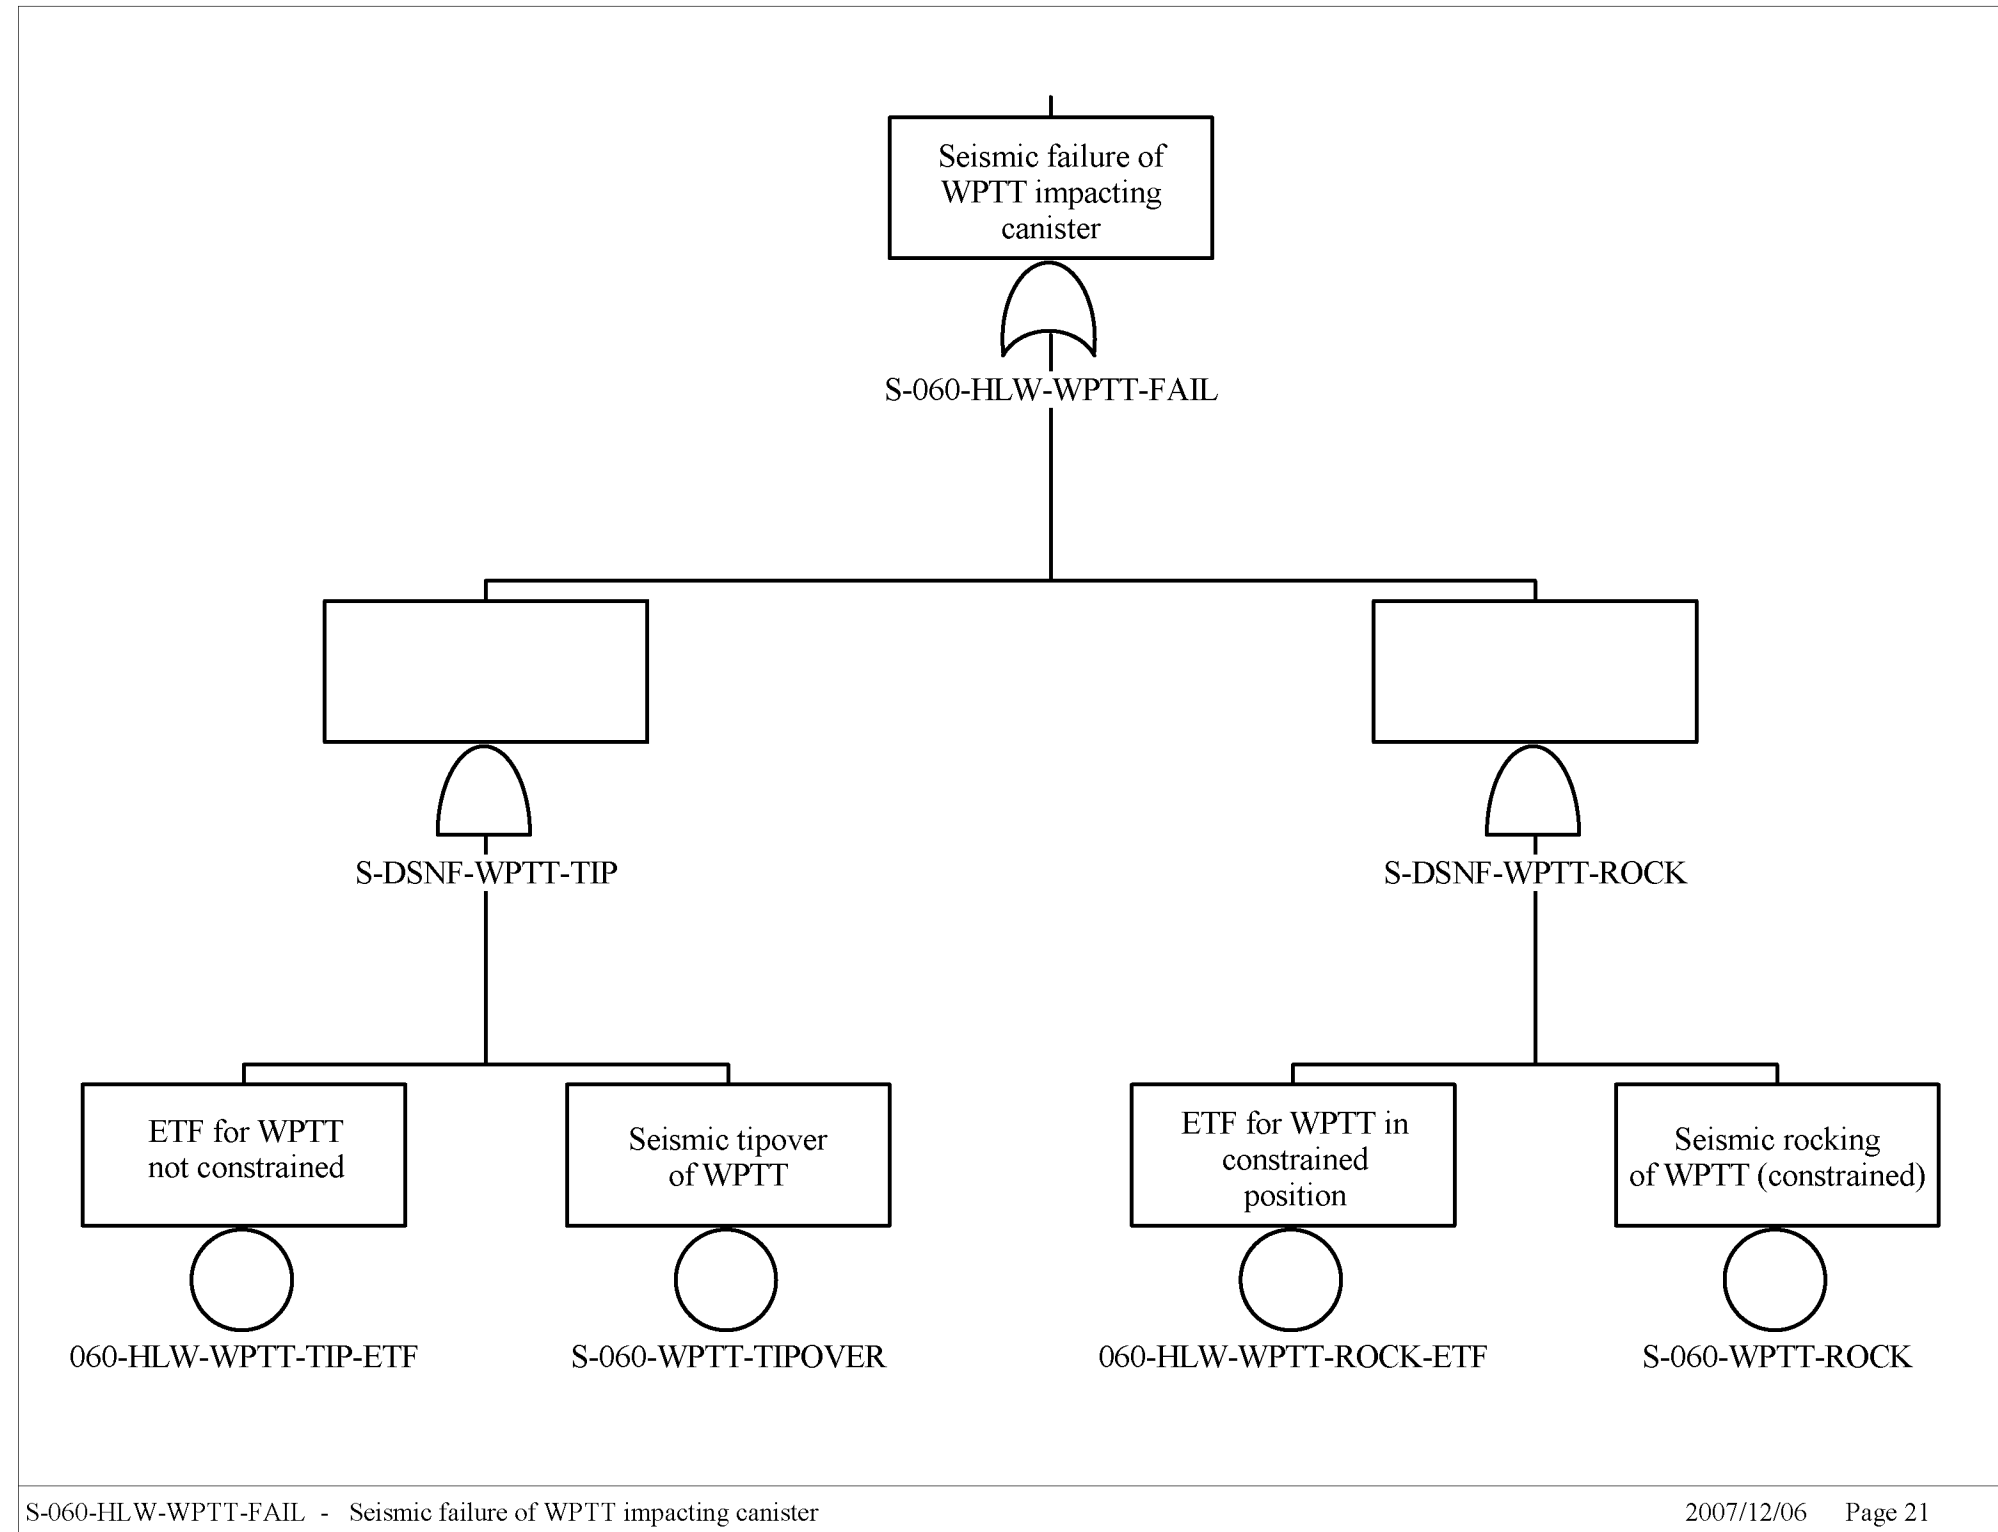 Seismic failure of
WPTT impacting
canister
S-060-HLW-WPTT-FAIL
S-DSNF-WPTT-TIP
S-DSNF-WPTT-ROCK
ETF for WPTT
not constrained
Seismic tipover
of WPTT
ETF for WPTT in
constrained
position
Seismic rocking
of WPTT (constrained)
060-HLW-WPTT-TIP-ETF
S-060-WPTT-TIPOVER
060-HLW-WPTT-ROCK-ETF
S-060-WPTT-ROCK
S-060-HLW-WPTT-FAIL - Seismic failure of WPTT impacting canister
2007/12/06 Page 21